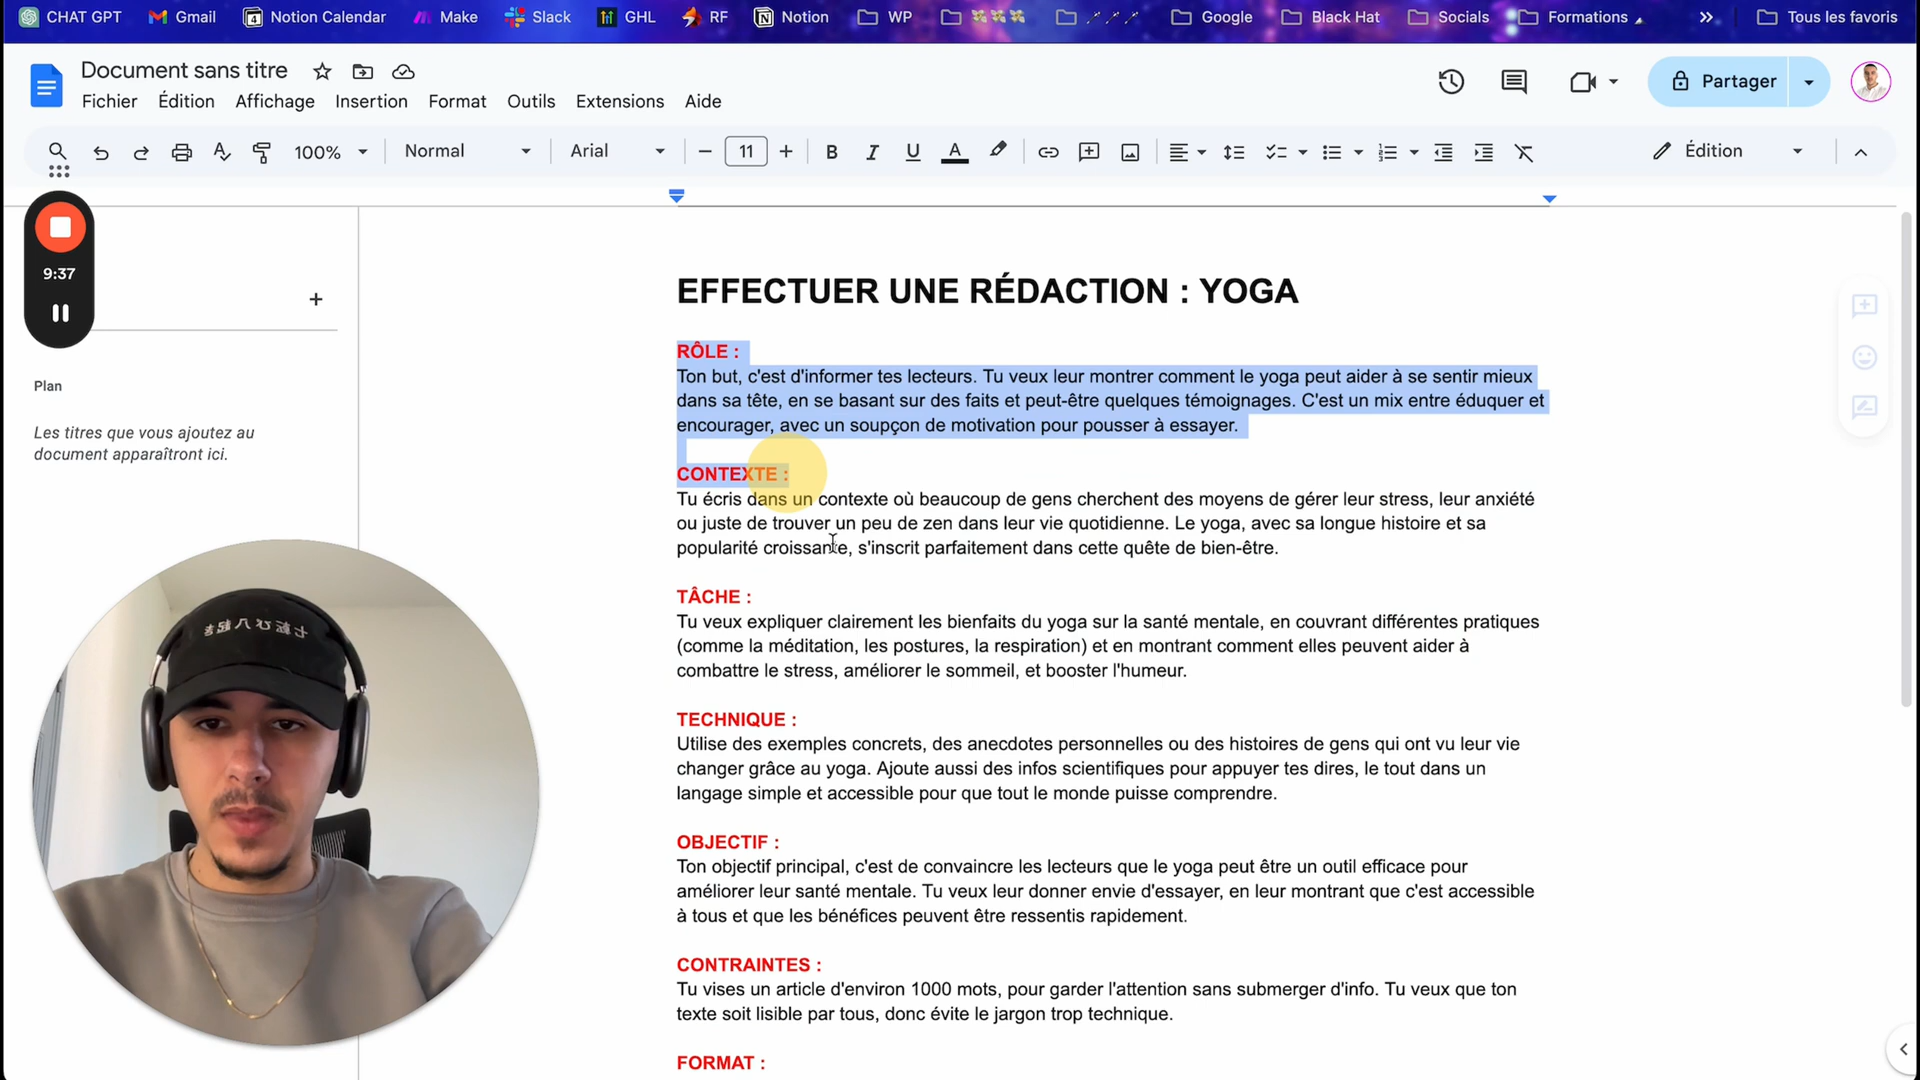 CHAT GPT
Gmail
4 Notion Calendar
Make
Slack
GHL
RF
Notion
WP
Google
Black Hat
Socials
Formations
Tous les favoris
Document sans titre
Fichier Édition Affichage Insertion Format Outils Extensions Aide
Partager
100% Normal Arial 11 Édition
9:37
Plan
Les titres que vous ajoutez au
document apparaîtront ici.
EFFECTUER UNE RÉDACTION : YOGA
RÔLE :
Ton but, c'est d'informer tes lecteurs. Tu veux leur montrer comment le yoga peut aider à se sentir mieux
dans sa tête, en se basant sur des faits et peut-être quelques témoignages. C'est un mix entre éduquer et
encourager, avec un soupçon de motivation pour pousser à essayer.
CONTEXTE :
Tu écris dans un contexte où beaucoup de gens cherchent des moyens de gérer leur stress, leur anxiété
ou juste de trouver un peu de zen dans leur vie quotidienne. Le yoga, avec sa longue histoire et sa
popularité croissante, s'inscrit parfaitement dans cette quête de bien-être.
TÂCHE :
Tu veux expliquer clairement les bienfaits du yoga sur la santé mentale, en couvrant différentes pratiques
(comme la méditation, les postures, la respiration) et en montrant comment elles peuvent aider à
combattre le stress, améliorer le sommeil, et booster l'humeur.
TECHNIQUE :
Utilise des exemples concrets, des anecdotes personnelles ou des histoires de gens qui ont vu leur vie
changer grâce au yoga. Ajoute aussi des infos scientifiques pour appuyer tes dires, le tout dans un
langage simple et accessible pour que tout le monde puisse comprendre.
OBJECTIF :
Ton objectif principal, c'est de convaincre les lecteurs que le yoga peut être un outil efficace pour
améliorer leur santé mentale. Tu veux leur donner envie d'essayer, en leur montrant que c'est accessible
à tous et que les bénéfices peuvent être ressentis rapidement.
CONTRAINTES :
Tu vises un article d'environ 1000 mots, pour garder l'attention sans submerger d'info. Tu veux que ton
texte soit lisible par tous, donc évite le jargon trop technique.
FORMAT :